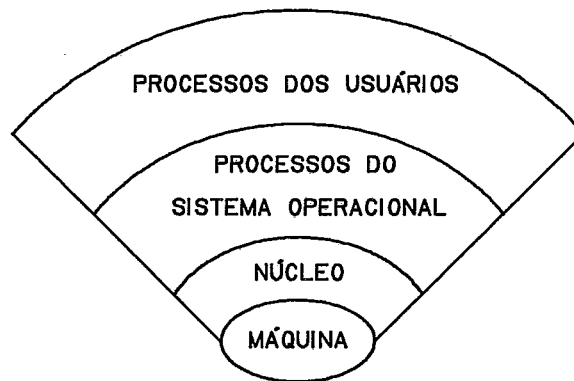 PROCESSOS DOS USUÁRIOS
PROCESSOS DO
SISTEMA OPERACIONAL
NÚCLEO
MÁQUINA